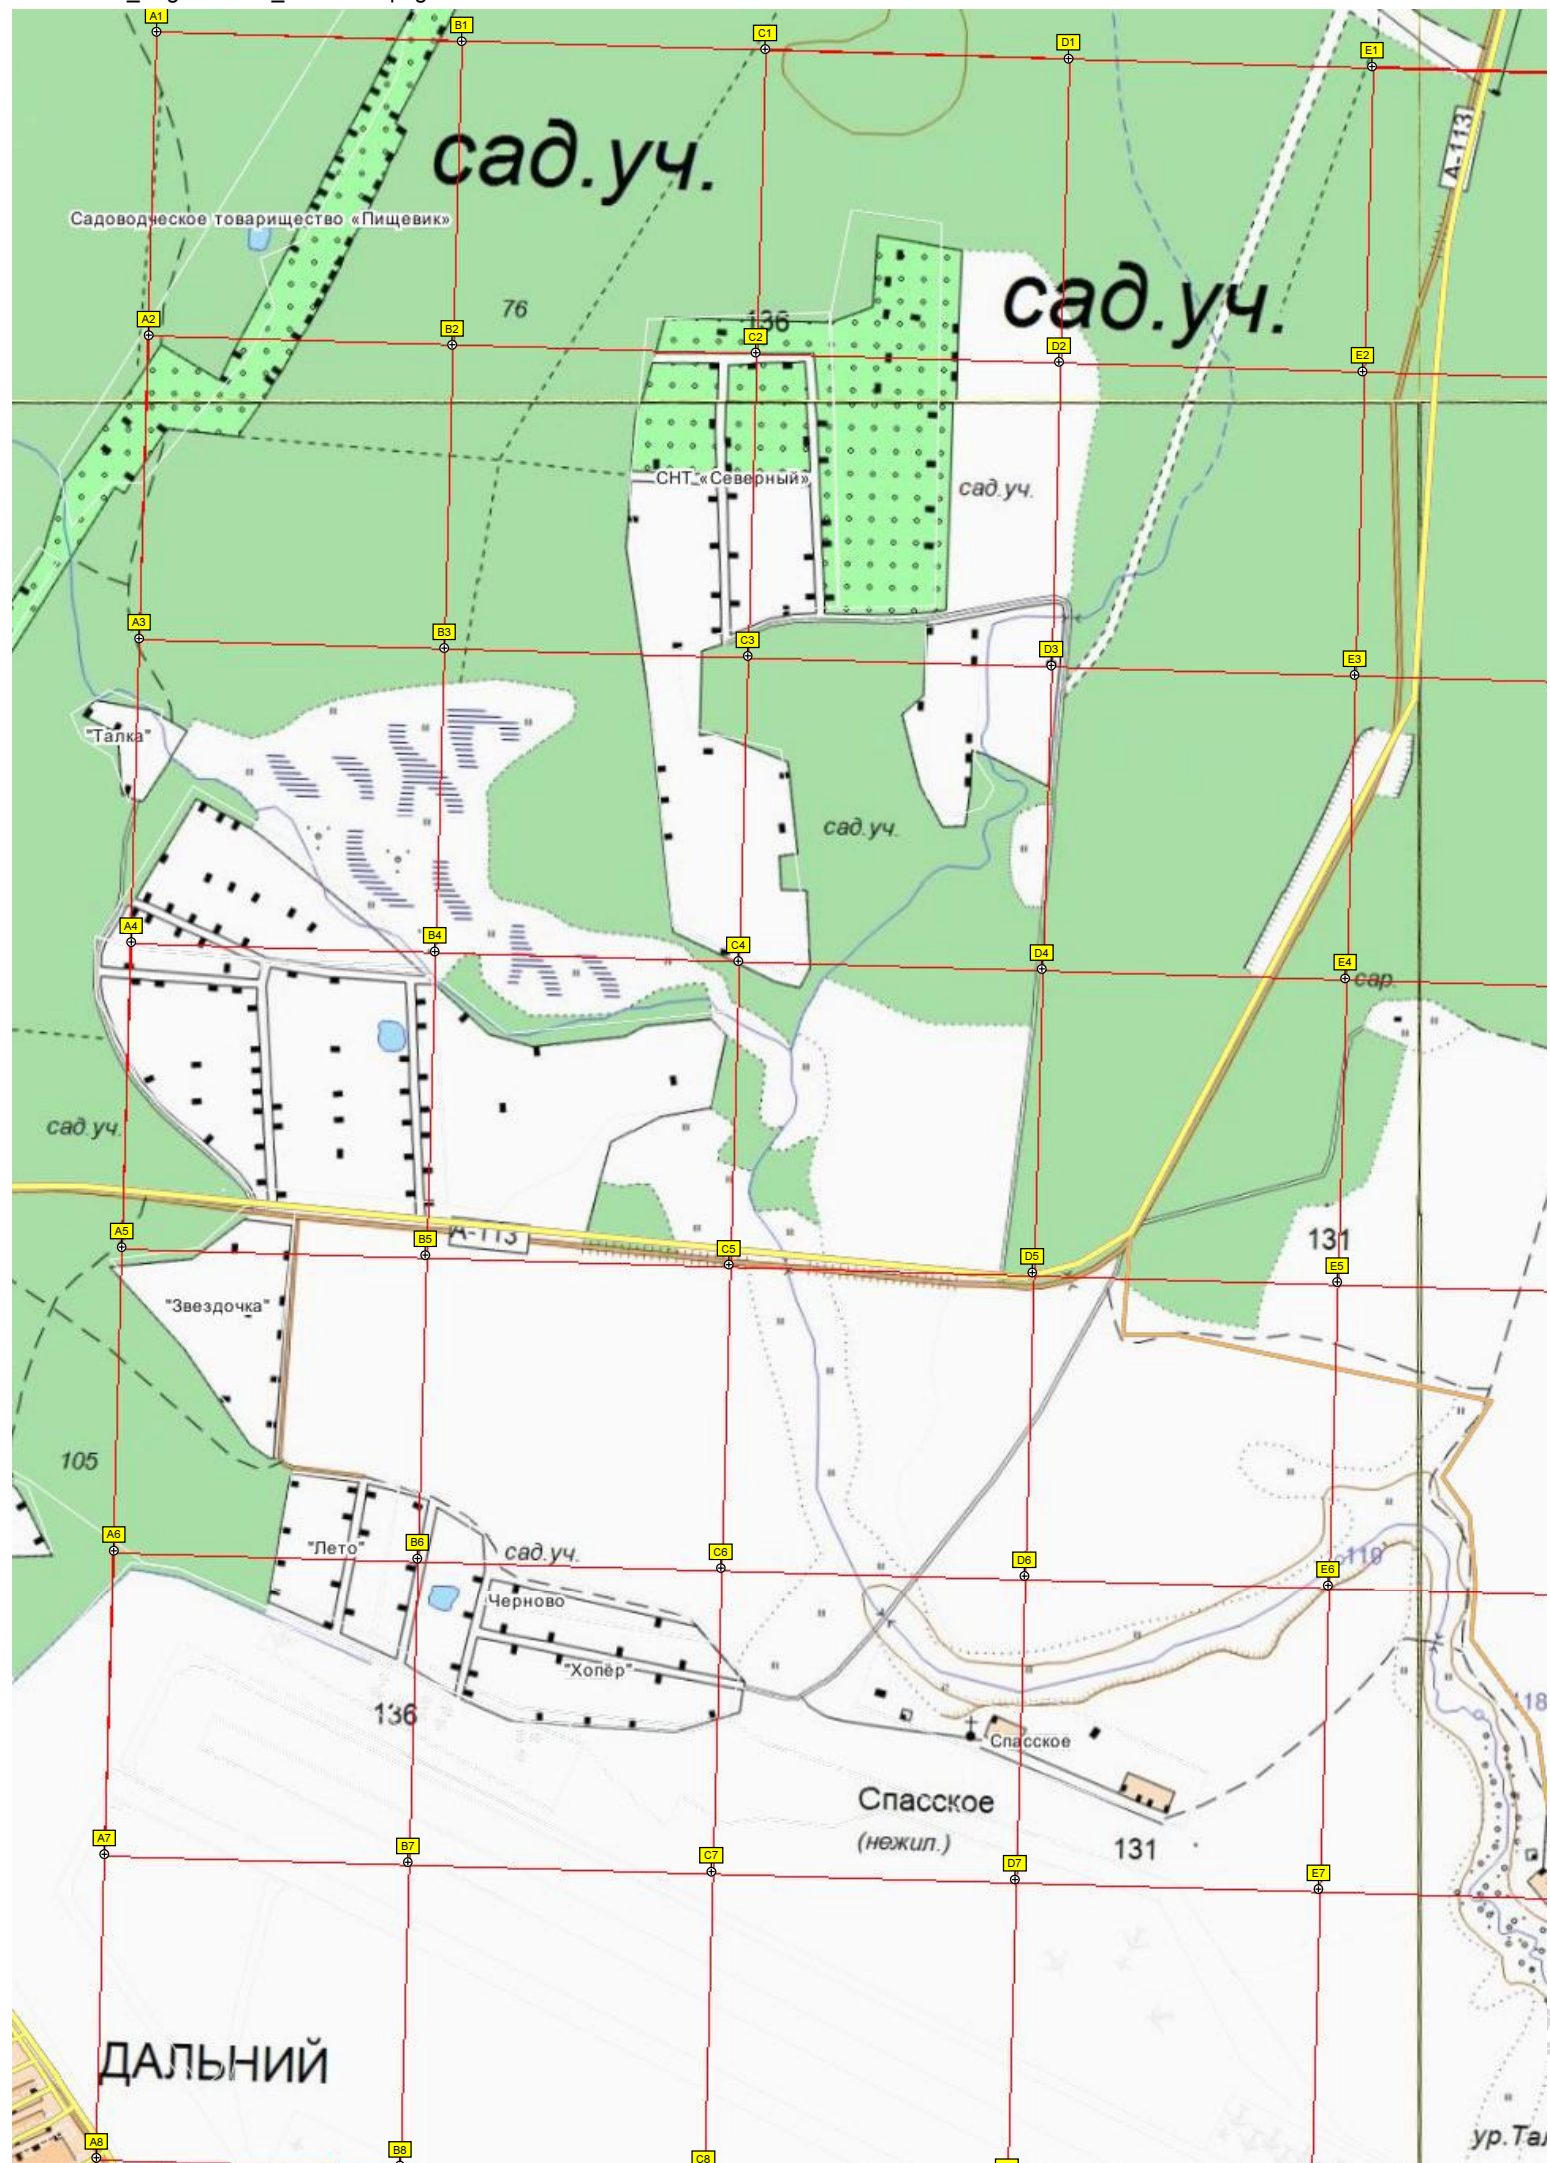 A1
B1
C1
D1
E1
А-113
сад.уч.
Садоводческое товарищество «Пищевик»
сад.уч.
76
136
A2
B2
C2
D2
E2
СНТ «Северный»
сад.уч.
A3
B3
C3
D3
E3
"Талка"
сад.уч.
A4
B4
C4
D4
E4
сар.
сад.уч.
A5
B5
А-113
C5
D5
131
E5
"Звездочка"
105
A6
"Лето"
B6
сад.уч.
C6
D6
E6
119
Черново
"Хопёр"
136
118
Спасское
Спасское
(нежил.)
131
A7
B7
C7
D7
E7
ДАЛЬНИЙ
A8
B8
C8